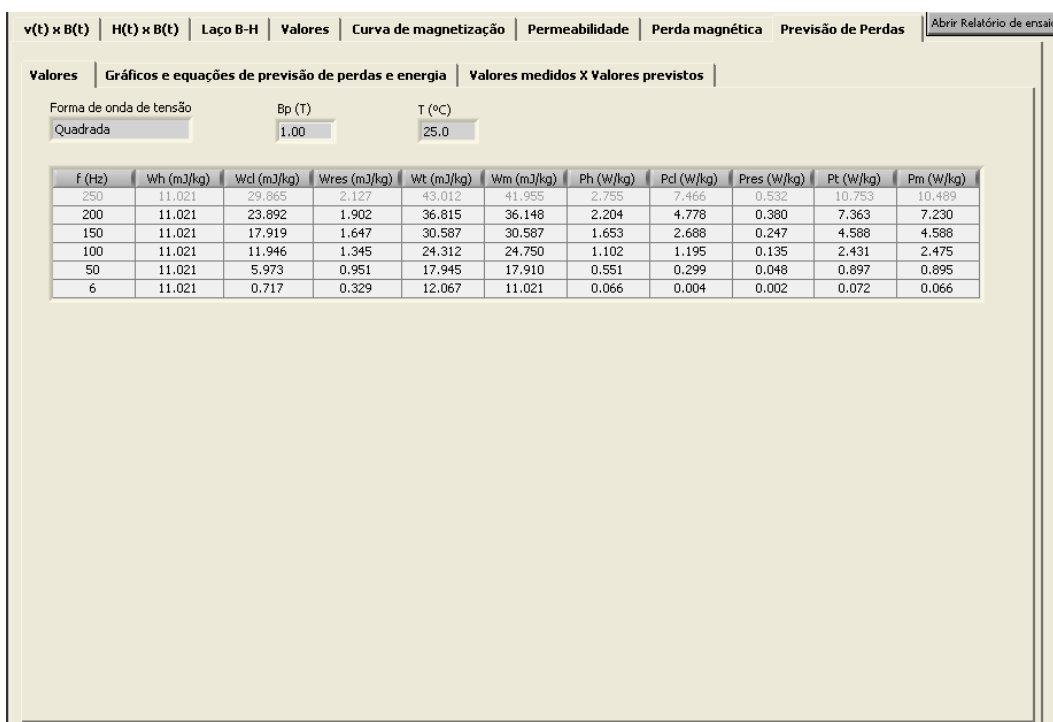 v(t) x B(t) H(t) x B(t) Laço B-H Valores Curva de magnetização Permeabilidade Perda magnética Previsão de Perdas Abrir Relatório de ensaio
Valores Gráficos e equações de previsão de perdas e energia Valores medidos X Valores previstos
Forma de onda de tensão Bp (T) T (ºC)
Quadrada 1.00 25.0
f (Hz) Wh (mJ/kg) Wcl (mJ/kg) Wres (mJ/kg) Wt (mJ/kg) Wm (mJ/kg) Ph (W/kg) Pcl (W/kg) Pres (W/kg) Pt (W/kg) Pm (W/kg)
250 11.021 29.865 2.127 43.012 41.955 2.755 7.466 0.532 10.753 10.489
200 11.021 23.892 1.902 36.815 36.148 2.204 4.778 0.380 7.363 7.230
150 11.021 17.919 1.647 30.587 30.587 1.653 2.688 0.247 4.588 4.588
100 11.021 11.946 1.345 24.312 24.750 1.102 1.195 0.135 2.431 2.475
50 11.021 5.973 0.951 17.945 17.910 0.551 0.299 0.048 0.897 0.895
6 11.021 0.717 0.329 12.067 11.021 0.066 0.004 0.002 0.072 0.066